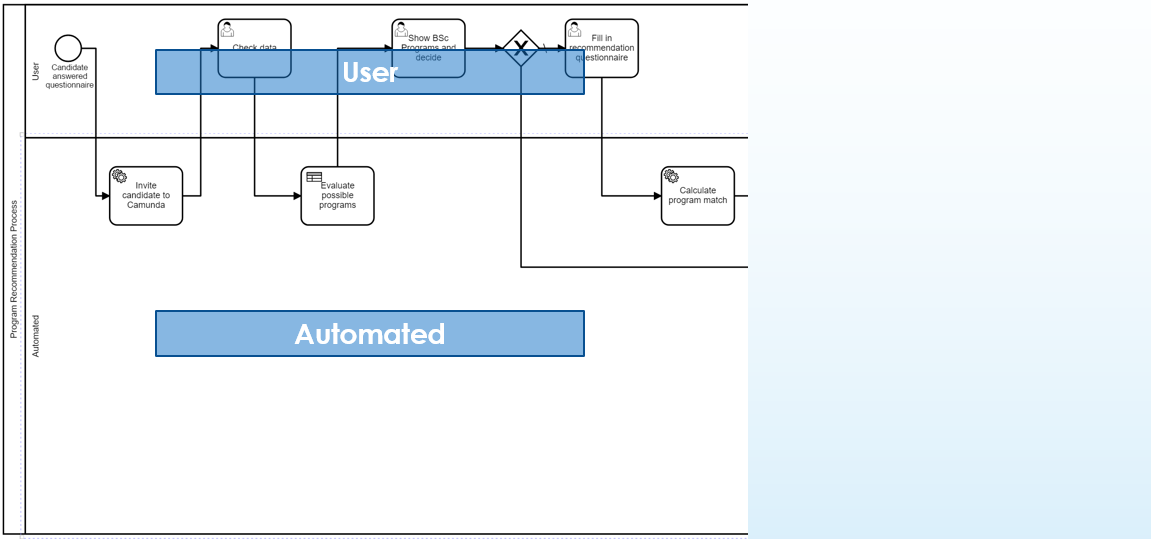 Program Recommendation Process
User
Candidate
answered
questionnaire
Check data
Show BSc
Programs and
decide
X
Fill in
recommendation
questionnaire
User
Automated
Invite
candidate to
Camunda
Evaluate
possible
programs
Calculate
program match
Automated